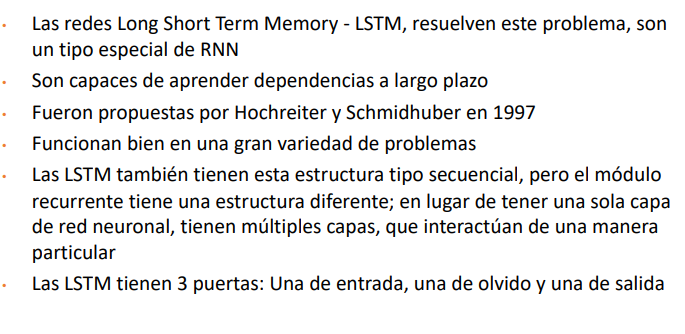 · Las redes Long Short Term Memory - LSTM, resuelven este problema, son
un tipo especial de RNN
· Son capaces de aprender dependencias a largo plazo
· Fueron propuestas por Hochreiter y Schmidhuber en 1997
· Funcionan bien en una gran variedad de problemas
· Las LSTM también tienen esta estructura tipo secuencial, pero el módulo
recurrente tiene una estructura diferente; en lugar de tener una sola capa
de red neuronal, tienen múltiples capas, que interactúan de una manera
particular
· Las LSTM tienen 3 puertas: Una de entrada, una de olvido y una de salida